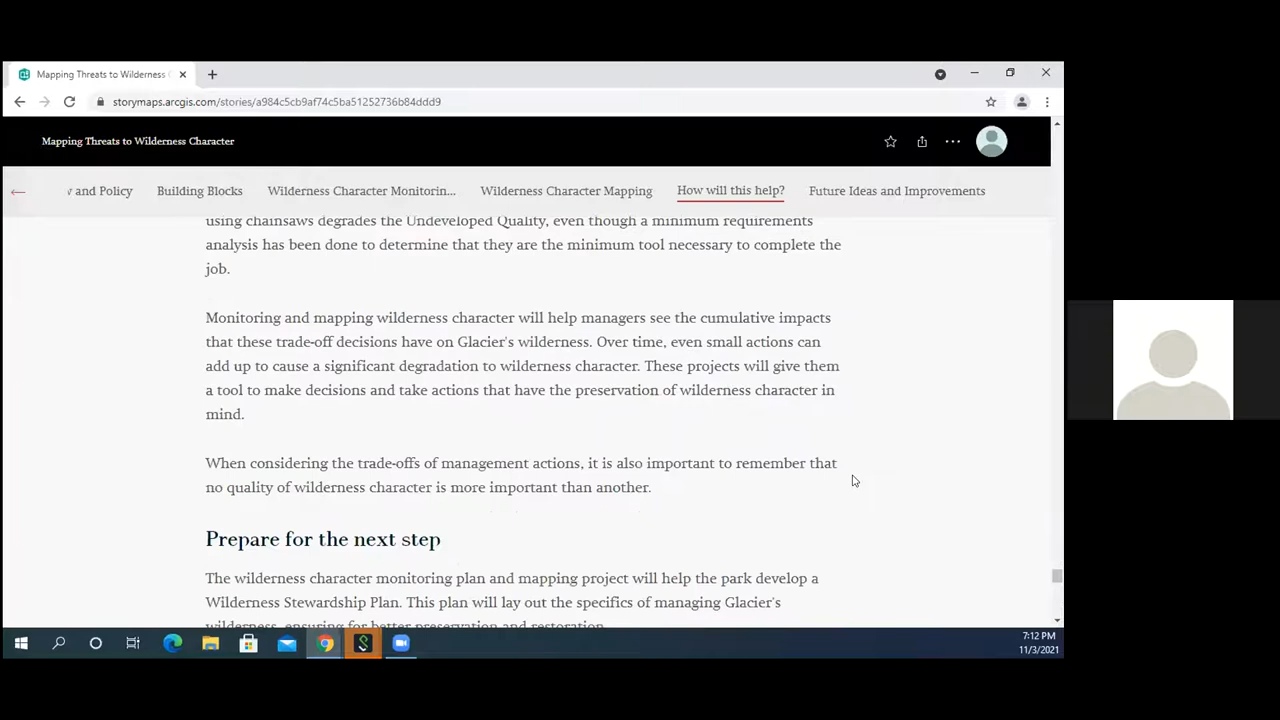 Mapping Threats to Wilderness C
storymaps.arcgis.com/stories/a984c5cb9af74c5ba51252736b84ddd9
Mapping Threats to Wilderness Character
and Policy
Building Blocks
Wilderness Character Monitorin...
Wilderness Character Mapping
How will this help?
Future Ideas and Improvements
using chainsaws degrades the Undeveloped Quality, even though a minimum requirements
analysis has been done to determine that they are the minimum tool necessary to complete the
job.
Monitoring and mapping wilderness character will help managers see the cumulative impacts
that these trade-off decisions have on Glacier's wilderness. Over time, even small actions can
add up to cause a significant degradation to wilderness character. These projects will give them
a tool to make decisions and take actions that have the preservation of wilderness character in
mind.
When considering the trade-offs of management actions, it is also important to remember that
no quality of wilderness character is more important than another.
Prepare for the next step
The wilderness character monitoring plan and mapping project will help the park develop a
Wilderness Stewardship Plan. This plan will lay out the specifics of managing Glacier's
wilderness, ensuring for better preservation and restoration.
7:12 PM
11/3/2021